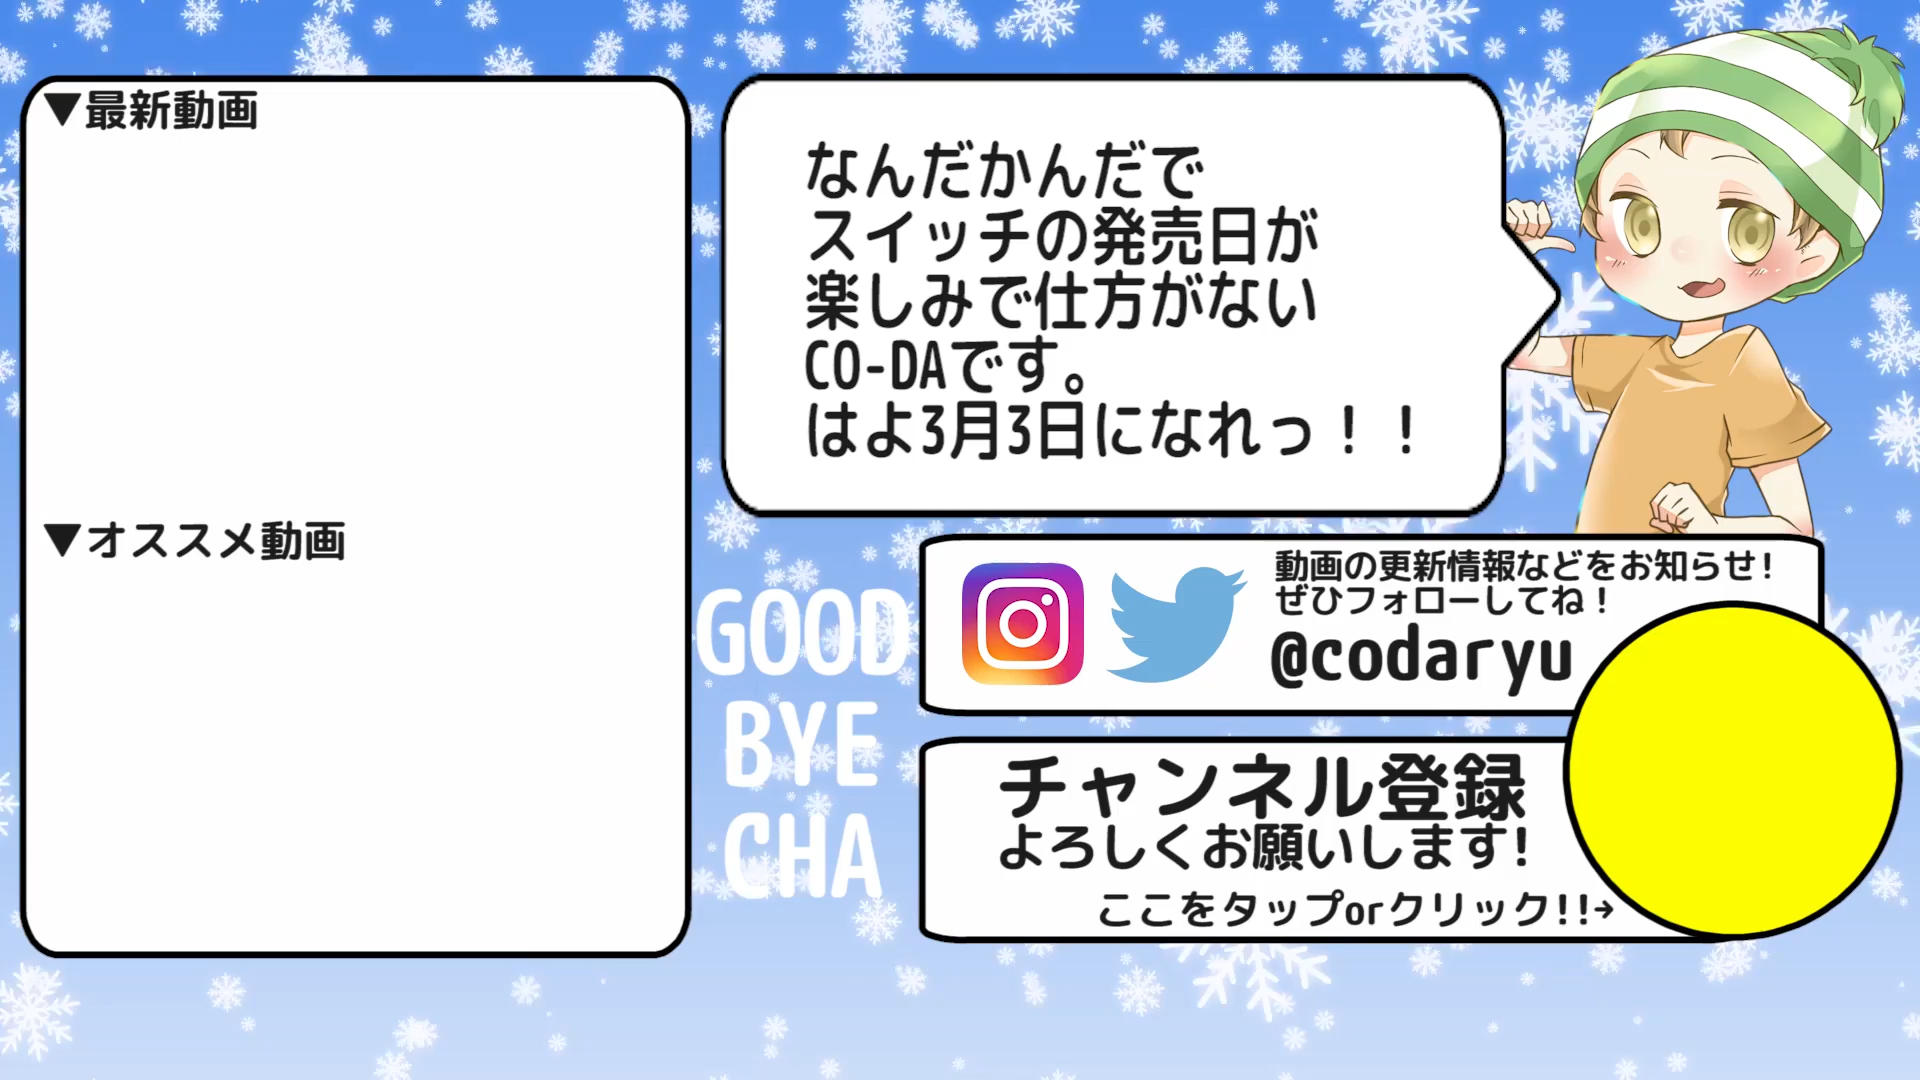 ▼最新動画
▼オススメ動画
なんだかんだで
スイッチの発売日が
楽しみで仕方がない
CO-DAです。
はよ3月3日になれっ！！
GOOD
BYE
CHA
動画の更新情報などをお知らせ!
ぜひフォローしてね！
@codaryu
チャンネル登録
よろしくお願いします!
ここをタップorクリック!!→